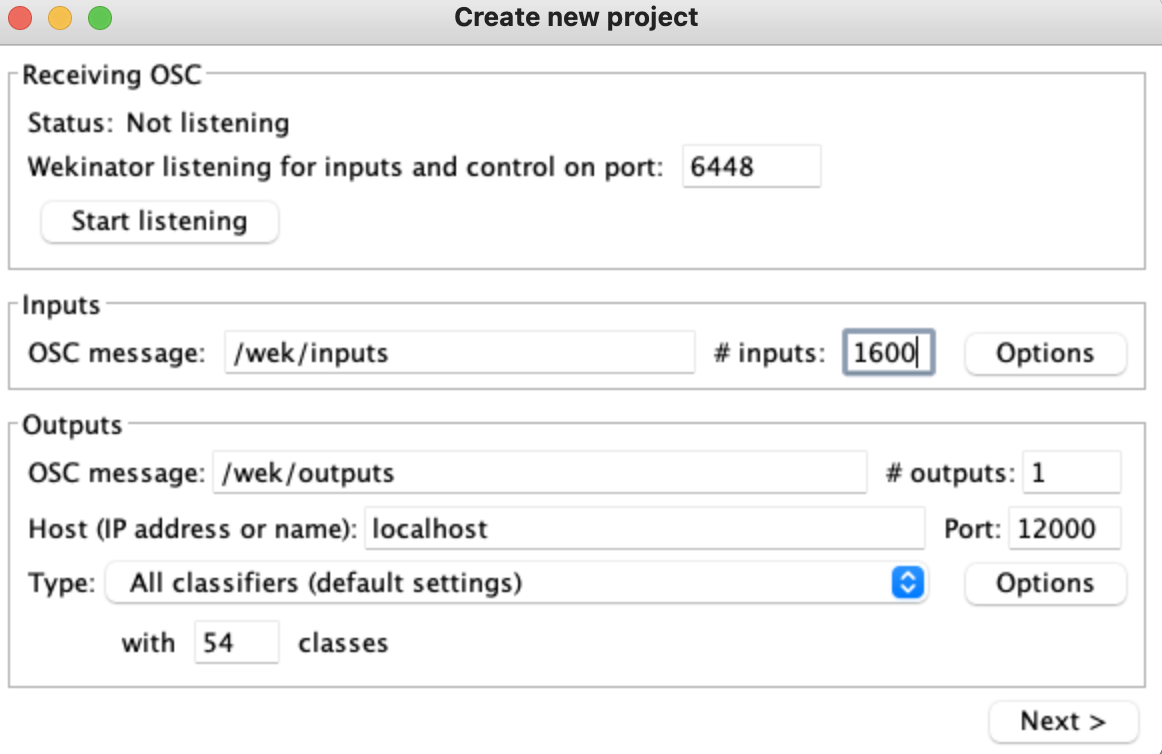 Create new project
Receiving OSC
Status: Not listening
Wekinator listening for inputs and control on port: 6448
Start listening
Inputs
OSC message: /wek/inputs # inputs: 1600 Options
Outputs
OSC message: /wek/outputs # outputs: 1
Host (IP address or name): localhost Port: 12000
Type: All classifiers (default settings) Options
with 54 classes
Next >